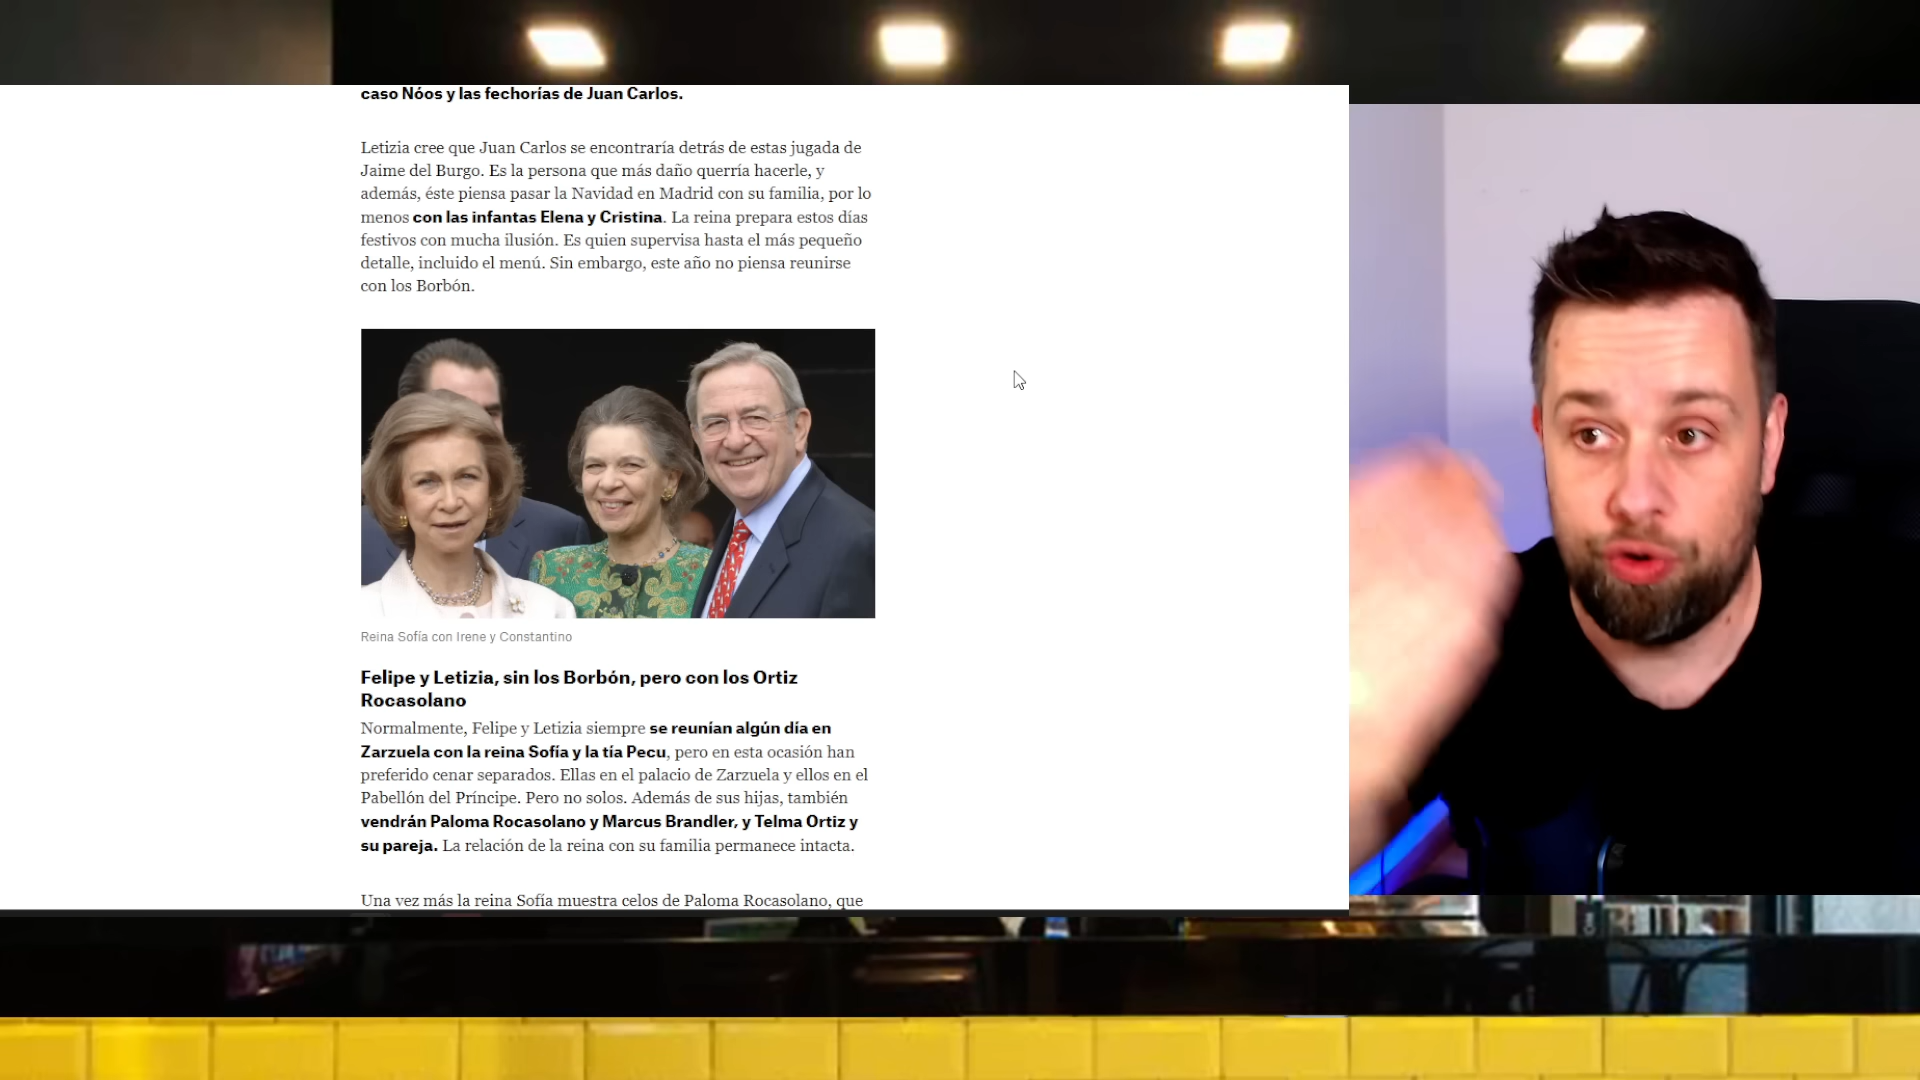 caso Nóos y las fechorías de Juan Carlos.
Letizia cree que Juan Carlos se encontraría detrás de estas jugada de
Jaime del Burgo. Es la persona que más daño querría hacerle, y
además, éste piensa pasar la Navidad en Madrid con su familia, por lo
menos con las infantas Elena y Cristina. La reina prepara estos días
festivos con mucha ilusión. Es quien supervisa hasta el más pequeño
detalle, incluido el menú. Sin embargo, este año no piensa reunirse
con los Borbón.
Reina Sofía con Irene y Constantino
Felipe y Letizia, sin los Borbón, pero con los Ortiz
Rocasolano
Normalmente, Felipe y Letizia siempre se reunían algún día en
Zarzuela con la reina Sofía y la tía Pecu, pero en esta ocasión han
preferido cenar separados. Ellas en el palacio de Zarzuela y ellos en el
Pabellón del Príncipe. Pero no solos. Además de sus hijas, también
vendrán Paloma Rocasolano y Marcus Brandler, y Telma Ortiz y
su pareja. La relación de la reina con su familia permanece intacta.
Una vez más la reina Sofía muestra celos de Paloma Rocasolano, que